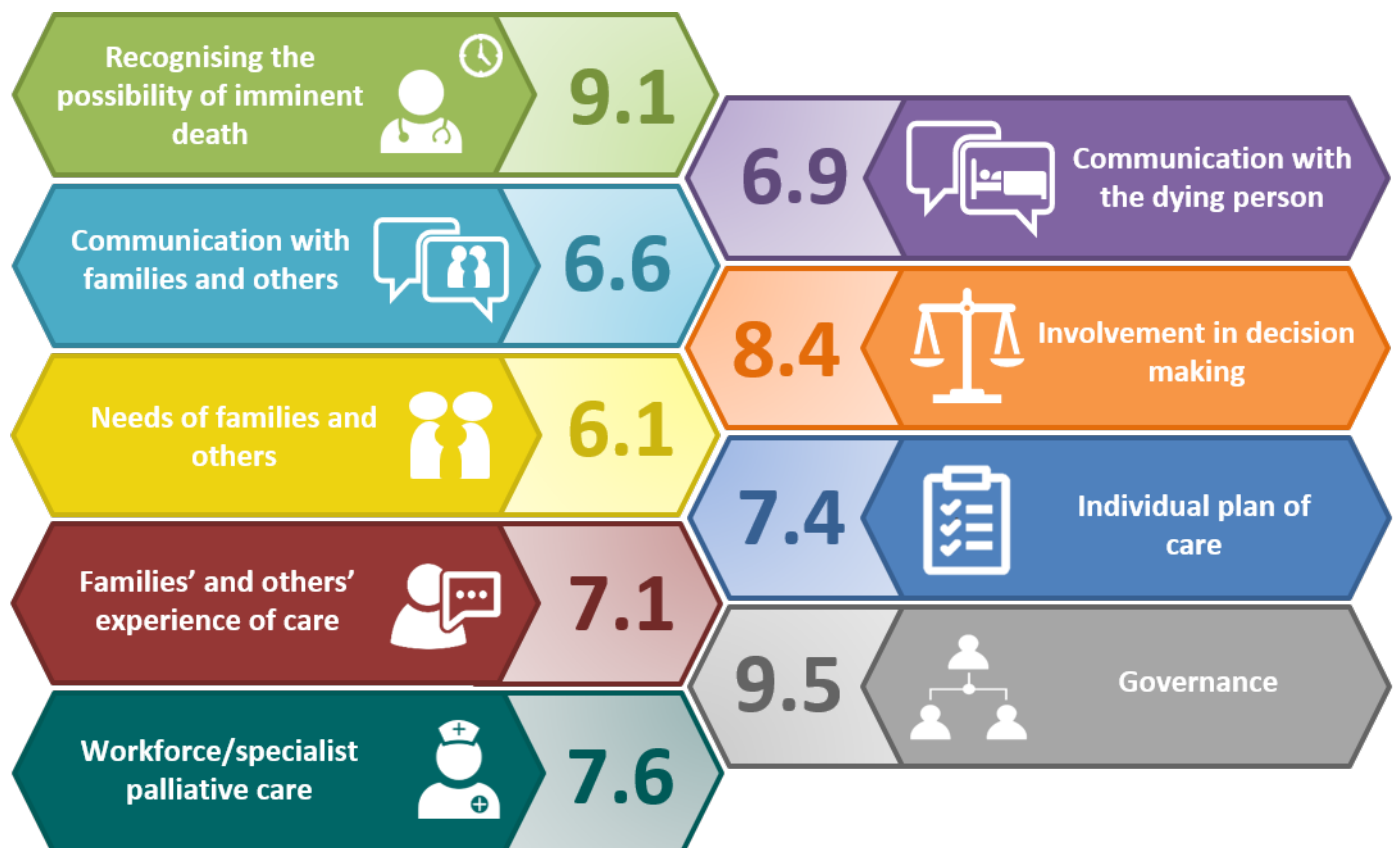 Recognising the
possibility of imminent
death
9.1
6.9
Communication with
the dying person
Communication with
families and others
6.6
8.4
Involvement in decision
making
Needs of families and
others
6.1
7.4
Individual plan of
care
Families’ and others’
experience of care
7.1
9.5
Governance
Workforce/specialist
palliative care
7.6